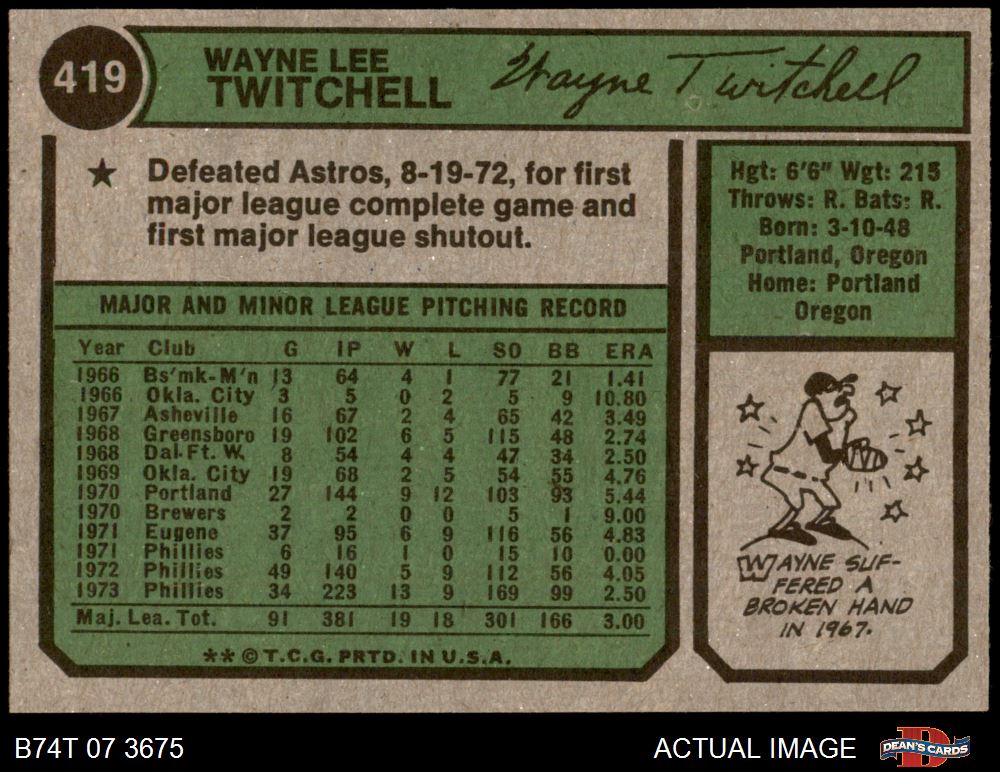 419
WAYNE LEE
TWITCHELL
Wayne Twitchell
★ Defeated Astros, 8-19-72, for first
major league complete game and
first major league shutout.
Hgt: 6'6" Wgt: 215
Throws: R. Bats: R.
Born: 3-10-48
Portland, Oregon
Home: Portland
Oregon
MAJOR AND MINOR LEAGUE PITCHING RECORD
Year Club G IP W L SO BB ERA
1966 Bs'mk-M'n 13 64 4 1 77 21 1.41
1966 Okla. City 3 5 0 2 5 9 10.80
1967 Asheville 16 67 2 4 65 42 3.49
1968 Greensboro 19 102 6 5 115 48 2.74
1968 Dal-Ft. W. 8 54 4 4 47 34 2.50
1969 Okla. City 19 68 2 5 54 55 4.76
1970 Portland 27 144 9 12 103 93 5.44
1970 Brewers 2 2 0 0 5 1 9.00
1971 Eugene 37 95 6 9 116 56 4.83
1971 Phillies 6 16 1 0 15 10 0.00
1972 Phillies 49 140 5 9 112 56 4.05
1973 Phillies 34 223 13 9 169 99 2.50
Maj. Lea. Tot. 91 381 19 18 301 166 3.00
** © T.C.G. PRTD. IN U.S.A.
WAYNE SUF-
FERED A
BROKEN HAND
IN 1967.
B74T 07 3675
ACTUAL IMAGE
DEAN'S CARDS